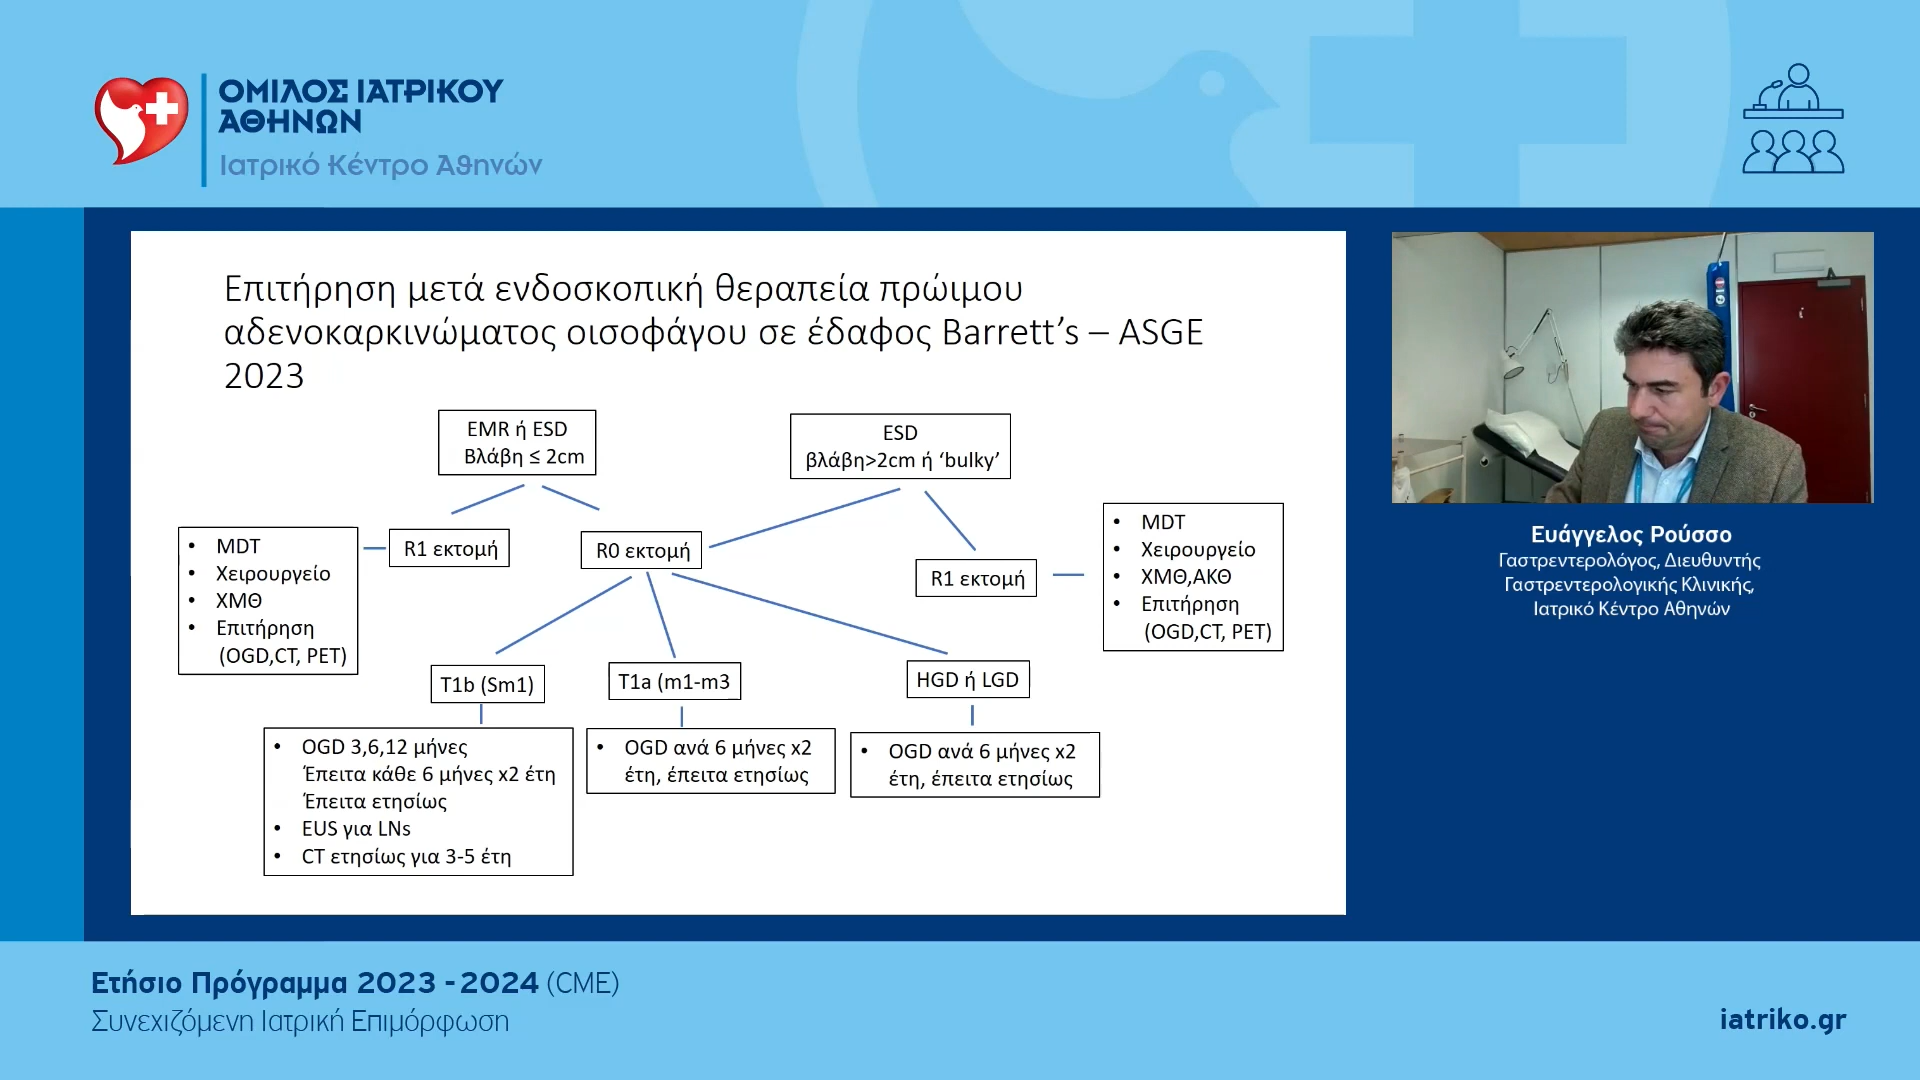 ΟΜΙΛΟΣ ΙΑΤΡΙΚΟΥ
ΑΘΗΝΩΝ
Ιατρικό Κέντρο Αθηνών
Επιτήρηση μετά ενδοσκοπική θεραπεία πρώιμου
αδενοκαρκινώματος οισοφάγου σε έδαφος Barrett’s – ASGE
2023
EMR ή ESD
Βλάβη ≤ 2cm
ESD
βλάβη>2cm ή ‘bulky’
• MDT
• Χειρουργείο
• ΧΜΘ
• Επιτήρηση
(OGD,CT, PET)
R1 εκτομή
R0 εκτομή
R1 εκτομή
• MDT
• Χειρουργείο
• ΧΜΘ,ΑΚΘ
• Επιτήρηση
(OGD,CT, PET)
T1b (Sm1)
T1a (m1-m3
HGD ή LGD
• OGD 3,6,12 μήνες
Έπειτα κάθε 6 μήνες x2 έτη
Έπειτα ετησίως
• EUS για LNs
• CT ετησίως για 3-5 έτη
• OGD ανά 6 μήνες x2
έτη, έπειτα ετησίως
• OGD ανά 6 μήνες x2
έτη, έπειτα ετησίως
Ευάγγελος Ρούσσο
Γαστρεντερολόγος, Διευθυντής
Γαστρεντερολογικής Κλινικής,
Ιατρικό Κέντρο Αθηνών
Ετήσιο Πρόγραμμα 2023 - 2024 (CME)
Συνεχιζόμενη Ιατρική Επιμόρφωση
iatriko.gr